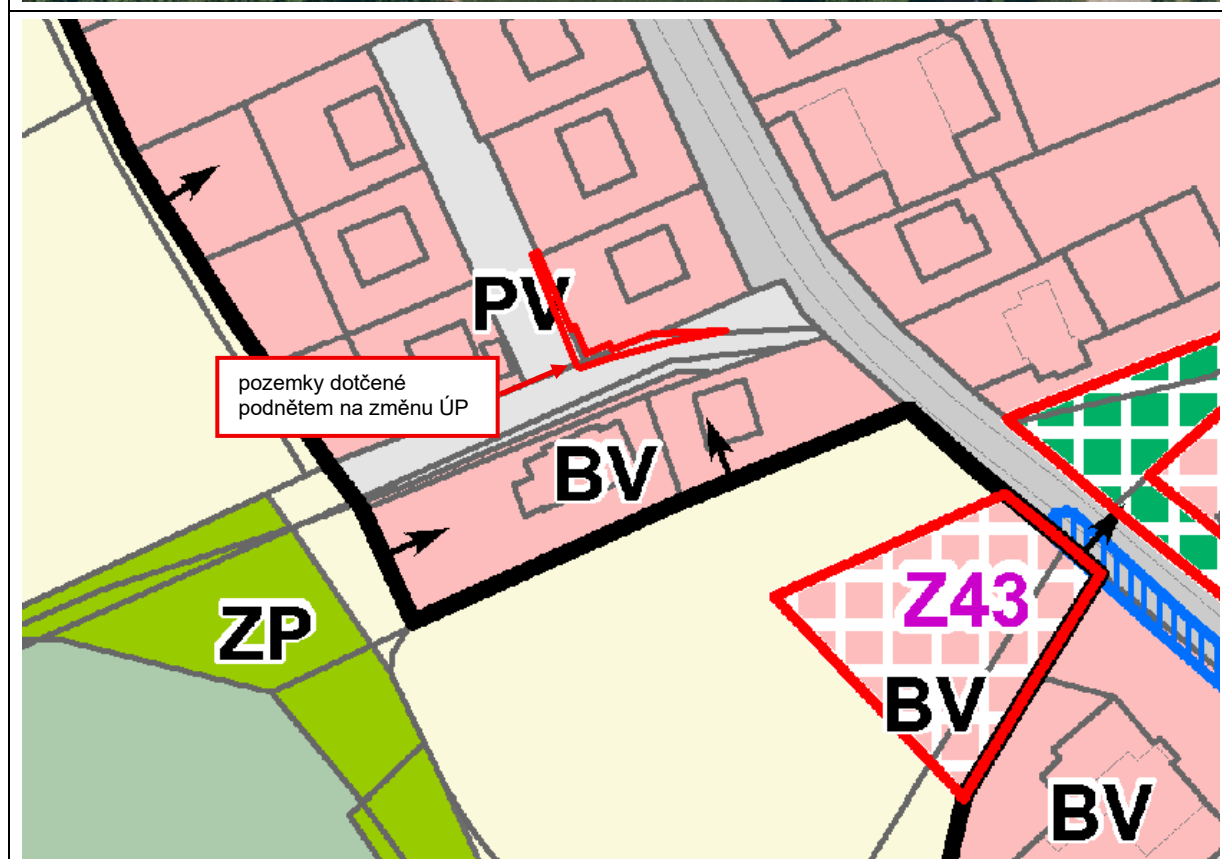 PV
pozemky dotčené
podnětem na změnu ÚP
BV
Z43
ZP
BV
BV